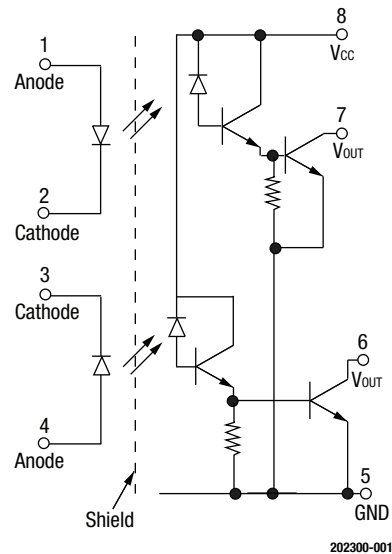 1
Anode
2
Cathode
3
Cathode
4
Anode
Shield
8
VCC
7
VOUT
6
VOUT
5
GND
202300-001